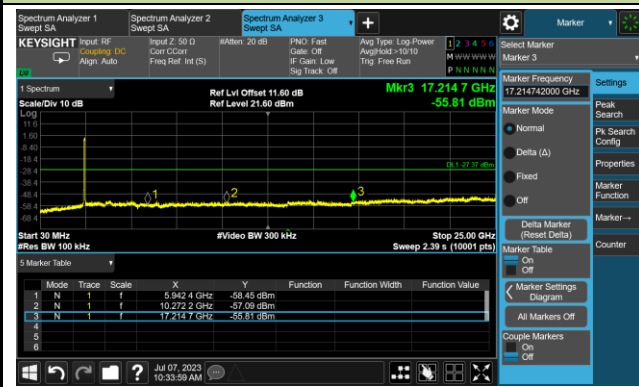 Spectrum Analyzer 1
Swept SA
Spectrum Analyzer 2
Swept SA
Spectrum Analyzer 3
Swept SA
Marker
KEYSIGHT
Input: RF
Coupling: DC
Align: Auto
Input Z: 50 Ω
Corr CCorr
Freq Ref: Int (S)
#Atten: 20 dB
PNO: Fast
Gate: Off
IF Gain: Low
Sig Track: Off
Avg Type: Log-Power
Avg|Hold:>10/10
Trig: Free Run
1 2 3 4 5 6
M W W W W W
P N N N N N
LVI
Select Marker
Marker 3
1 Spectrum
Scale/Div 10 dB
Log
Ref Lvl Offset 11.60 dB
Ref Level 21.60 dBm
Mkr3 17.214 7 GHz
-55.81 dBm
11.6
1.60
-8.40
-18.4
-28.4
-38.4
-48.4
-58.4
-68.4
DL1 -27.37 dBm
1
2
3
Start 30 MHz
#Res BW 100 kHz
#Video BW 300 kHz
Stop 25.00 GHz
Sweep 2.39 s (10001 pts)
5 Marker Table
Mode Trace Scale X Y Function Function Width Function Value
1 N 1 f 5.942 4 GHz -58.45 dBm
2 N 1 f 10.272 2 GHz -57.09 dBm
3 N 1 f 17.214 7 GHz -55.81 dBm
4
5
6
Jul 07, 2023
10:33:59 AM
Marker Frequency
17.214742000 GHz
Marker Mode
Normal
Delta (Δ)
Fixed
Off
Delta Marker
(Reset Delta)
Marker Table
On
Off
Marker Settings
Diagram
All Markers Off
Couple Markers
On
Off
Settings
Peak
Search
Pk Search
Config
Properties
Marker
Function
Marker→
Counter